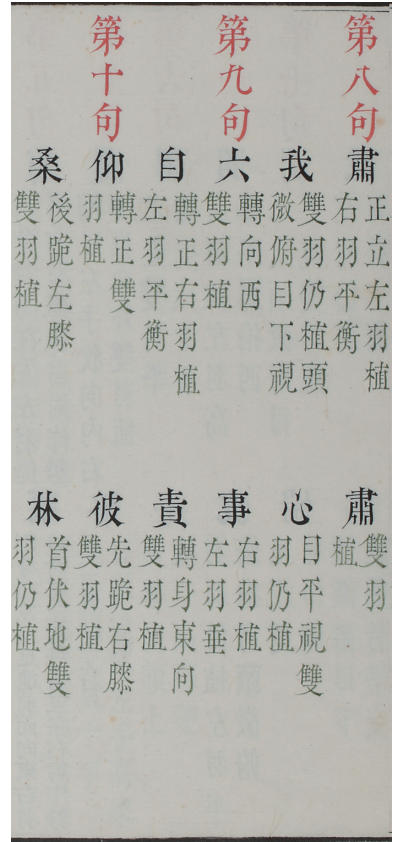 第八句
肅
正立左羽植
右羽平衡
肅
雙羽
植
我
雙羽仍植頭
微俯目下視
心
目平視雙
羽仍植
第九句
六
轉向西
雙羽植
事
右羽植
左羽垂
自
轉正右羽植
左羽平衡
責
轉身東向
雙羽植
第十句
仰
轉正雙
羽植
彼
先跪右膝
雙羽植
桑
後跪左膝
雙羽植
林
首伏地雙
羽仍植